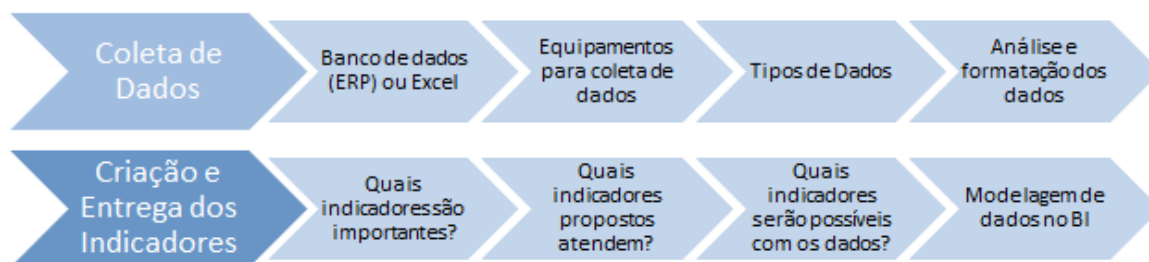 Coleta de
Dados
Banco de dados
(ERP) ou Excel
Equipamentos
para coleta de
dados
Tipos de Dados
Análise e
formatação dos
dados
Criação e
Entrega dos
Indicadores
Quais
indicadores são
importantes?
Quais
indicadores
propostos
atendem?
Quais
indicadores
serão possíveis
com os dados?
Modelagem de
dados no BI